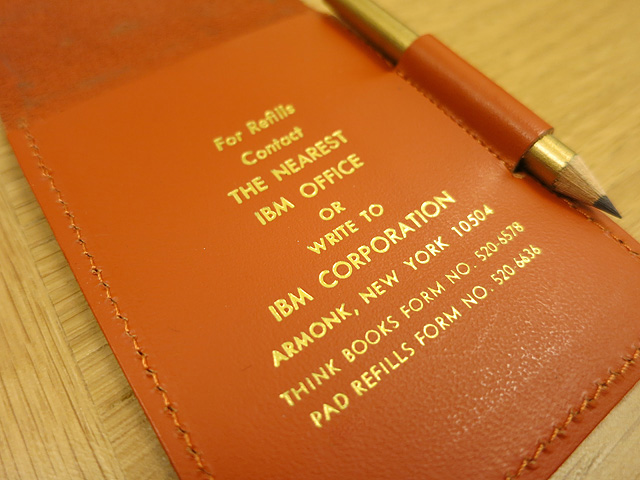 For Refills
Contact
THE NEAREST
IBM OFFICE
OR
WRITE TO
IBM CORPORATION
ARMONK, NEW YORK 10504
THINK BOOKS FORM NO. 520-6578
PAD REFILLS FORM NO. 520 6636